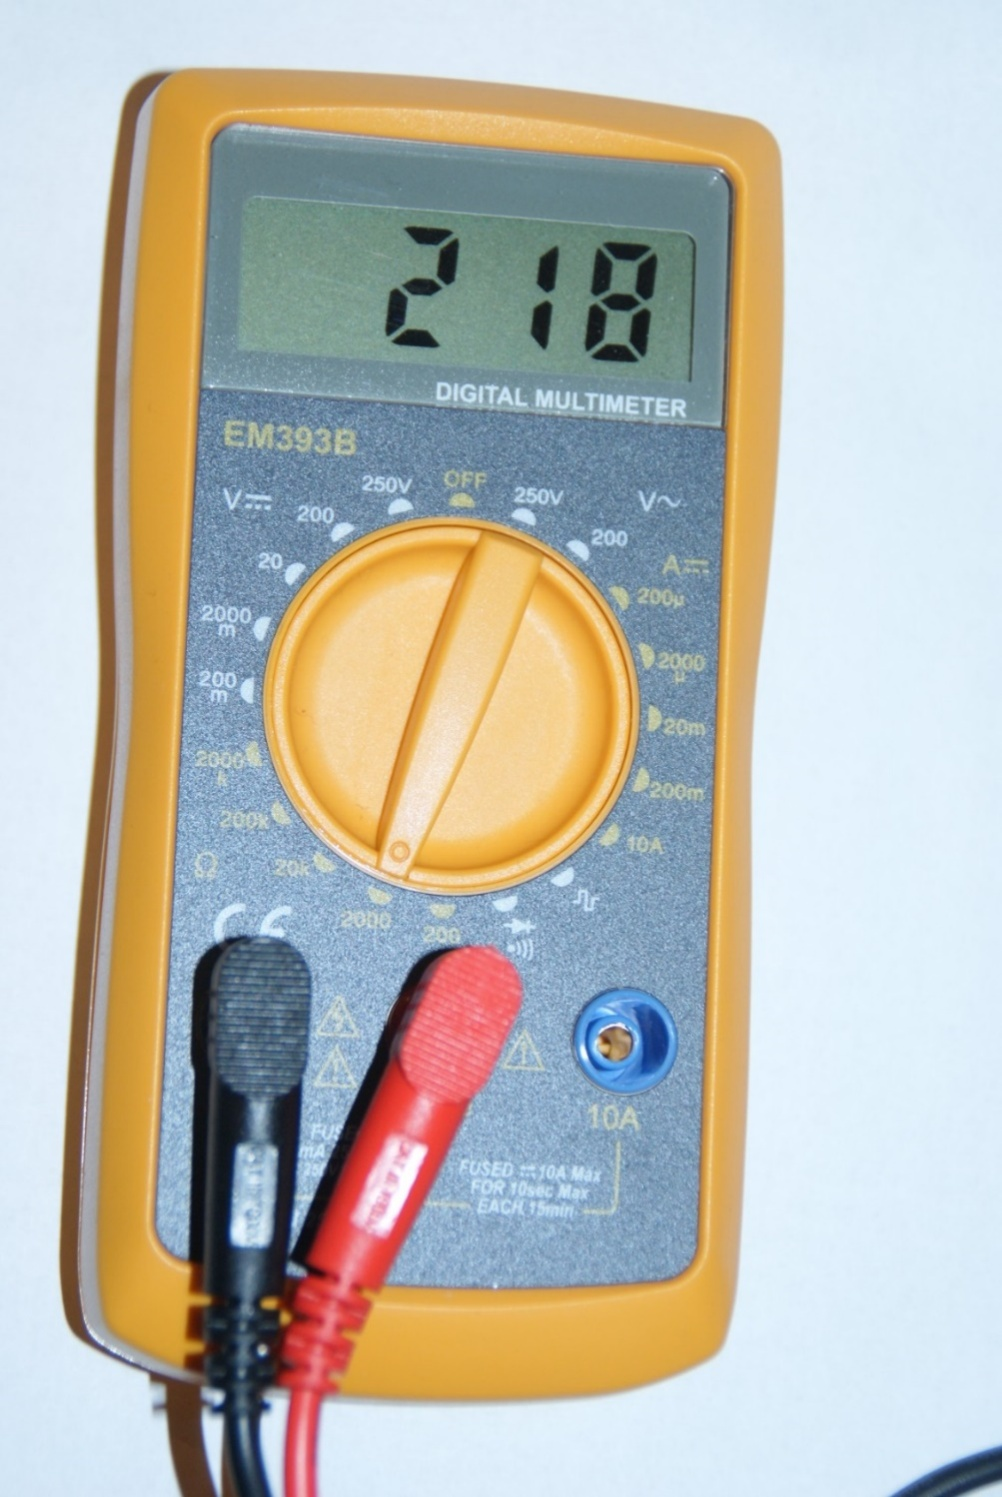 218
DIGITAL MULTIMETER
EM393B
OFF
250V
250V
V⎓
V~
200
200
A⎓
20
200µ
2000
m
2000
µ
200
m
20m
2000
k
200m
200k
10A
Ω
20k
2000
200
CE
10A
FUSED ⎓10A Max
FOR 10sec Max
EACH 15min